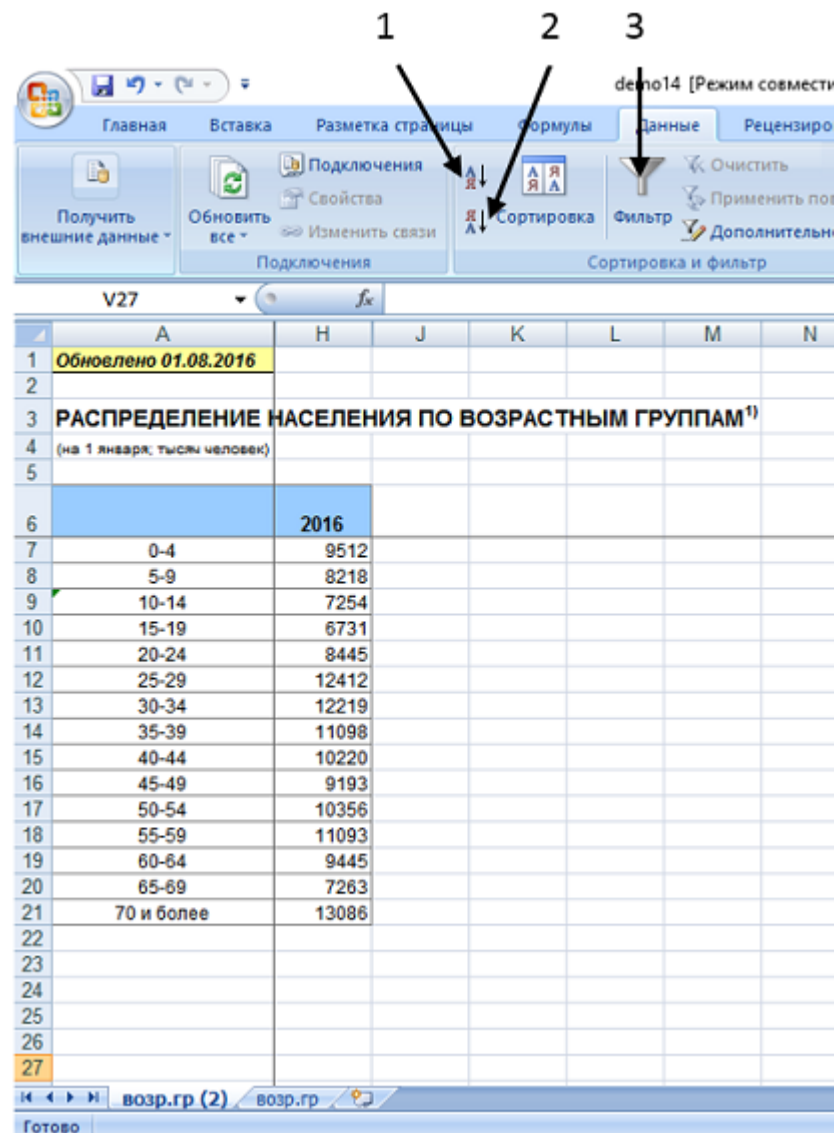 1 2 3
demo14 [Режим совмести
Главная Вставка Разметка страницы Формулы Данные Рецензиро
Получить внешние данные
Обновить все
Подключения
Свойства
Изменить связи
Подключения
А Я
Я А
А Я
Я А
Сортировка
Фильтр
Очистить
Применить пов
Дополнительно
Сортировка и фильтр
V27 fx
A H J K L M N
1 Обновлено 01.08.2016
2
3 РАСПРЕДЕЛЕНИЕ НАСЕЛЕНИЯ ПО ВОЗРАСТНЫМ ГРУППАМ1)
4 (на 1 января; тысяч человек)
5
6 2016
7 0-4 9512
8 5-9 8218
9 10-14 7254
10 15-19 6731
11 20-24 8445
12 25-29 12412
13 30-34 12219
14 35-39 11098
15 40-44 10220
16 45-49 9193
17 50-54 10356
18 55-59 11093
19 60-64 9445
20 65-69 7263
21 70 и более 13086
22
23
24
25
26
27
возр.гр (2) возр.гр
Готово